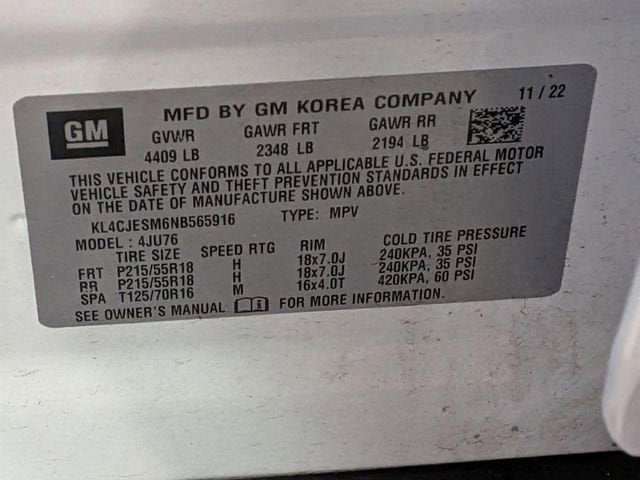 GM MFD BY GM KOREA COMPANY 11 / 22
GVWR GAWR FRT GAWR RR
4409 LB 2348 LB 2194 LB
THIS VEHICLE CONFORMS TO ALL APPLICABLE U.S. FEDERAL MOTOR
VEHICLE SAFETY AND THEFT PREVENTION STANDARDS IN EFFECT
ON THE DATE OF MANUFACTURE SHOWN ABOVE.
KL4CJESM6NB565916 TYPE: MPV
MODEL : 4JU76
TIRE SIZE SPEED RTG RIM COLD TIRE PRESSURE
FRT P215/55R18 H 18x7.0J 240KPA, 35 PSI
RR P215/55R18 H 18x7.0J 240KPA, 35 PSI
SPA T125/70R16 M 16x4.0T 420KPA, 60 PSI
SEE OWNER'S MANUAL FOR MORE INFORMATION.